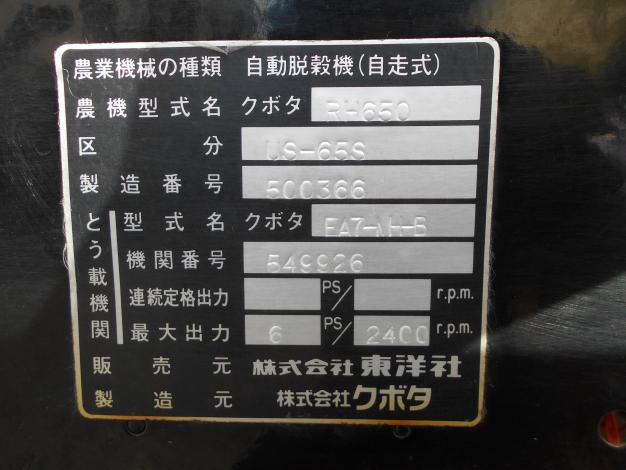 農業機械の種類 自動脱穀機(自走式)
農機型式名 クボタ RH650
区分 US-65S
製造番号 500366
とう載機関
型式名 クボタ EA7-NH-B
機関番号 549926
連続定格出力 PS/ r.p.m.
最大出力 6 PS/ 2400 r.p.m.
販売元 株式会社 東洋社
製造元 株式会社 クボタ